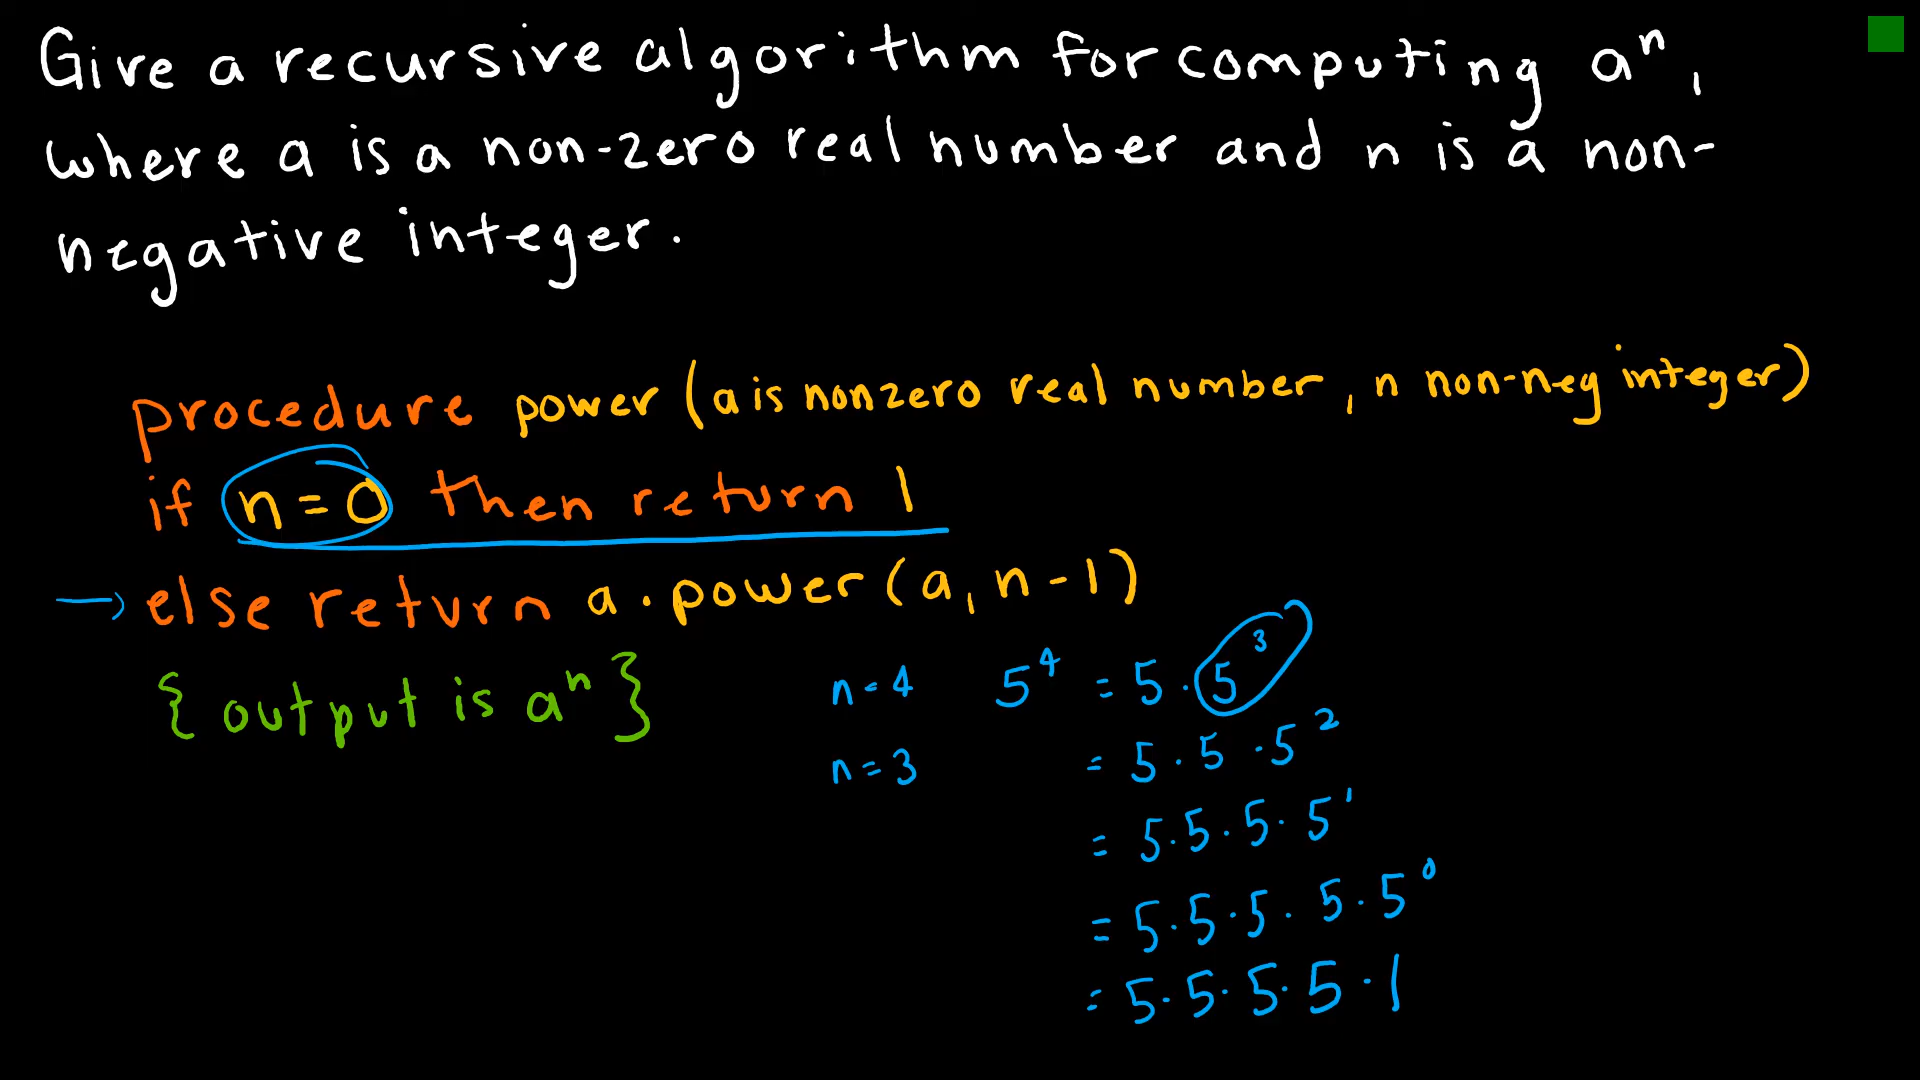 Give a recursive algorithm for computing aⁿ,
where a is a non-zero real number and n is a non-
negative integer.
procedure power (a is nonzero real number, n non-neg integer)
if n = 0 then return 1
→ else return a · power (a, n - 1)
{ output is aⁿ }
n = 4 5⁴ = 5 · 5³
n = 3 = 5 · 5 · 5²
= 5 · 5 · 5 · 5¹
= 5 · 5 · 5 · 5 · 5⁰
= 5 · 5 · 5 · 5 · 1